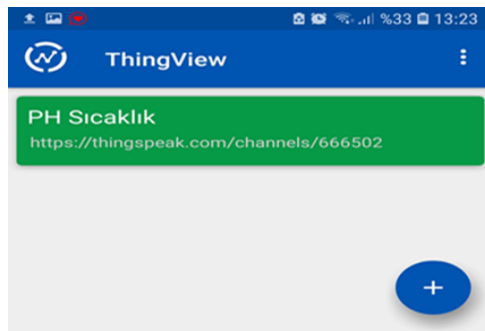 %33 13:23
ThingView
PH Sıcaklık
https://thingspeak.com/channels/666502
+